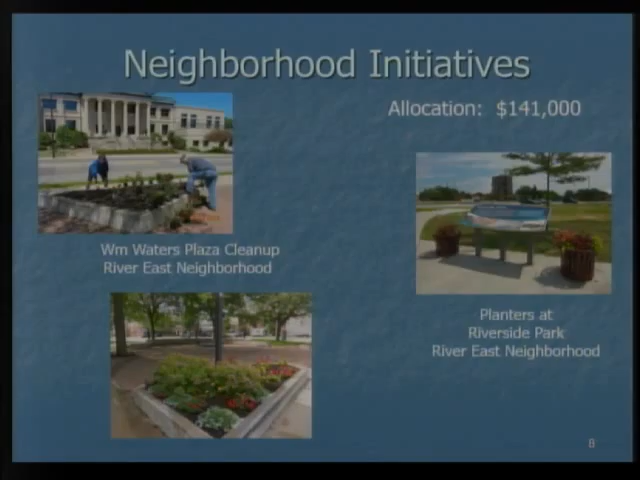 Neighborhood Initiatives
Allocation: $141,000
Wm Waters Plaza Cleanup
River East Neighborhood
Planters at
Riverside Park
River East Neighborhood
8